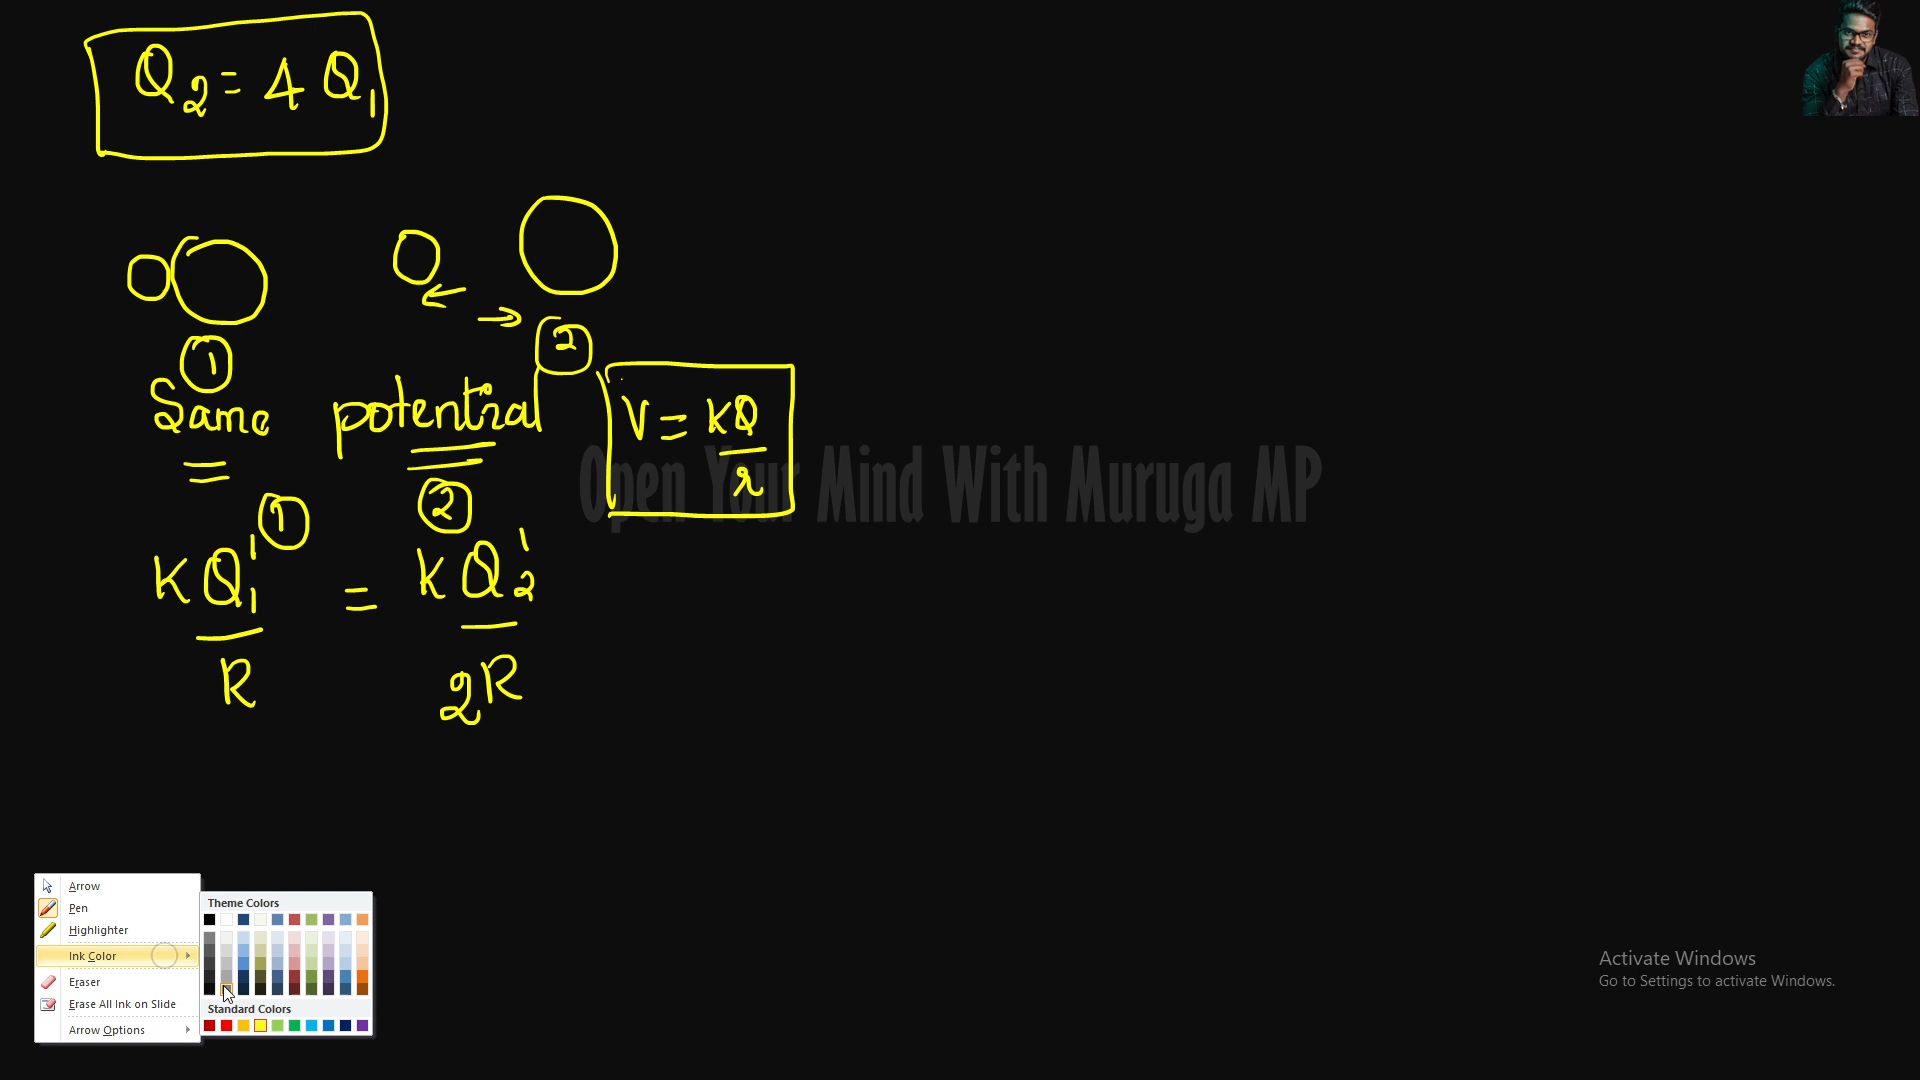 Q₂ = 4 Q₁
①
②
Same potential
V = KQ / r
① ②
KQ₁' / R = KQ₂' / 2R
Open Your Mind With Muruga MP
Arrow
Pen
Highlighter
Ink Color
Eraser
Erase All Ink on Slide
Arrow Options
Theme Colors
Standard Colors
Activate Windows
Go to Settings to activate Windows.